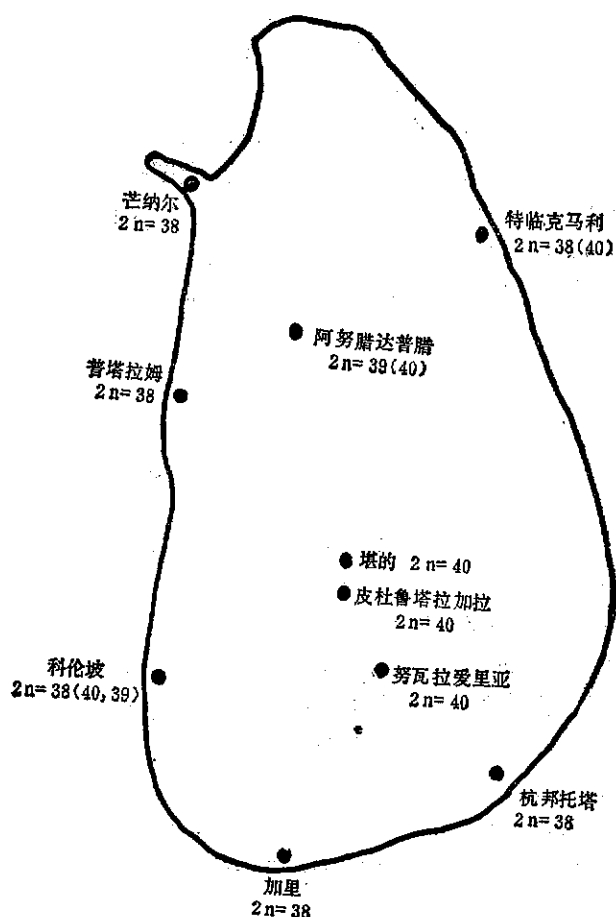 芒纳尔
2n=38
特临克马利
2n=38(40)
阿努腊达普腊
2n=39(40)
普塔拉姆
2n=38
堪的 2n=40
皮杜鲁塔拉加拉
2n=40
科伦坡
2n=38(40,39)
努瓦拉爱里亚
2n=40
杭邦托塔
2n=38
加里
2n=38